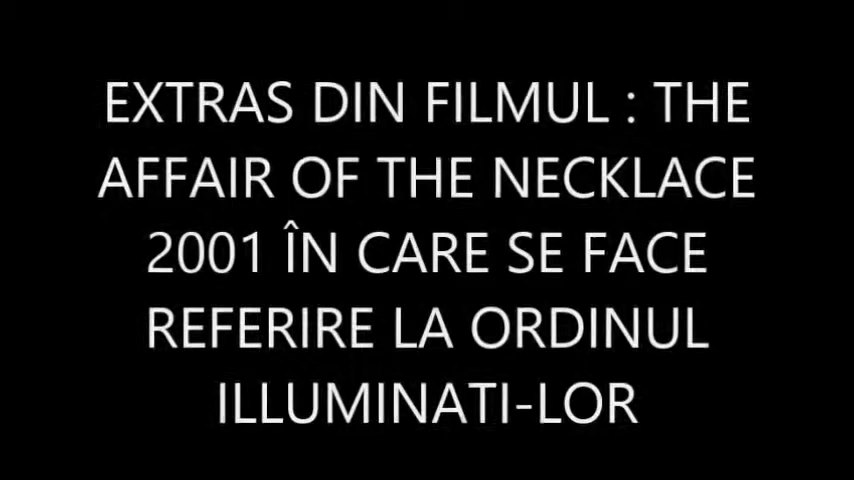 EXTRAS DIN FILMUL : THE
AFFAIR OF THE NECKLACE
2001 ÎN CARE SE FACE
REFERIRE LA ORDINUL
ILLUMINATI-LOR